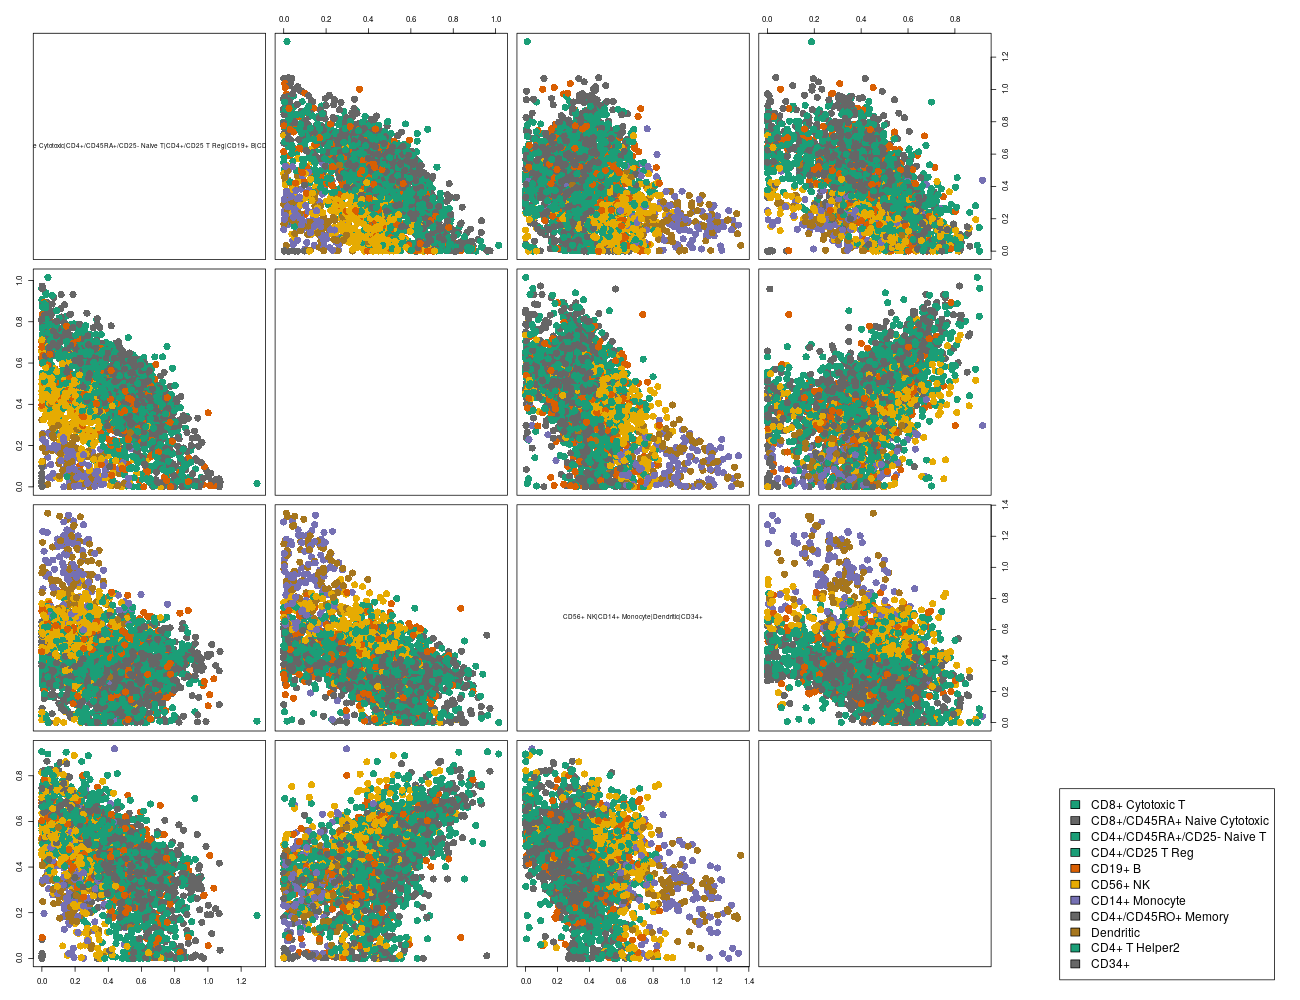 0.0 0.2 0.4 0.6 0.8 1.0
0.0 0.2 0.4 0.6 0.8
e Cytotoxic|CD4+/CD45RA+/CD25- Naive T|CD4+/CD25 T Reg|CD19+ B|CD
0.0 0.2 0.4 0.6 0.8 1.0 1.2
0.0 0.2 0.4 0.6 0.8 1.0
CD56+ NK|CD14+ Monocyte|Dendritic|CD34+
0.0 0.2 0.4 0.6 0.8 1.0 1.2 1.4
0.0 0.2 0.4 0.6 0.8
0.0 0.2 0.4 0.6 0.8 1.0 1.2
0.0 0.2 0.4 0.6 0.8 1.0 1.2 1.4
CD8+ Cytotoxic T
CD8+/CD45RA+ Naive Cytotoxic
CD4+/CD45RA+/CD25- Naive T
CD4+/CD25 T Reg
CD19+ B
CD56+ NK
CD14+ Monocyte
CD4+/CD45RO+ Memory
Dendritic
CD4+ T Helper2
CD34+